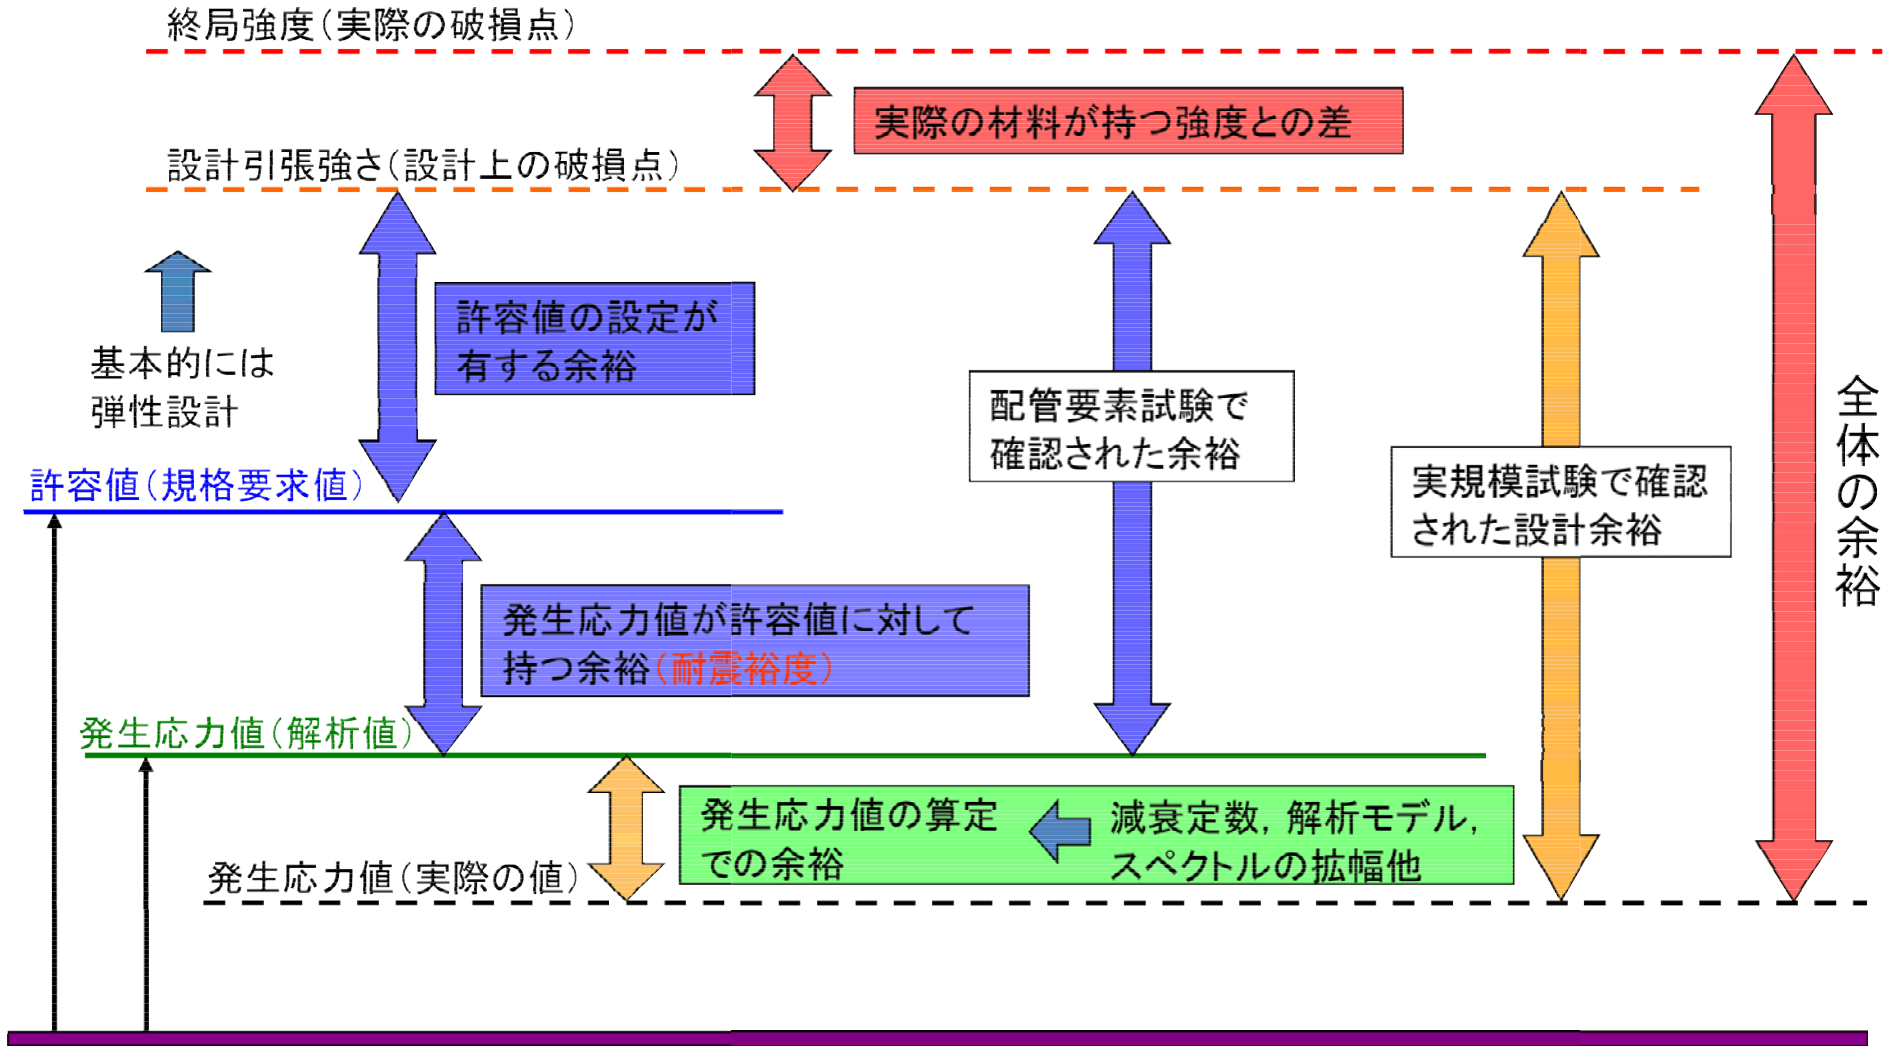 終局強度(実際の破損点)
実際の材料が持つ強度との差
設計引張強さ(設計上の破損点)
許容値の設定が
有する余裕
基本的には
弾性設計
配管要素試験で
確認された余裕
実規模試験で確認
された設計余裕
全体の余裕
許容値(規格要求値)
発生応力値が許容値に対して
持つ余裕(耐震裕度)
発生応力値(解析値)
発生応力値の算定
での余裕
減衰定数,解析モデル,
スペクトルの拡幅他
発生応力値(実際の値)